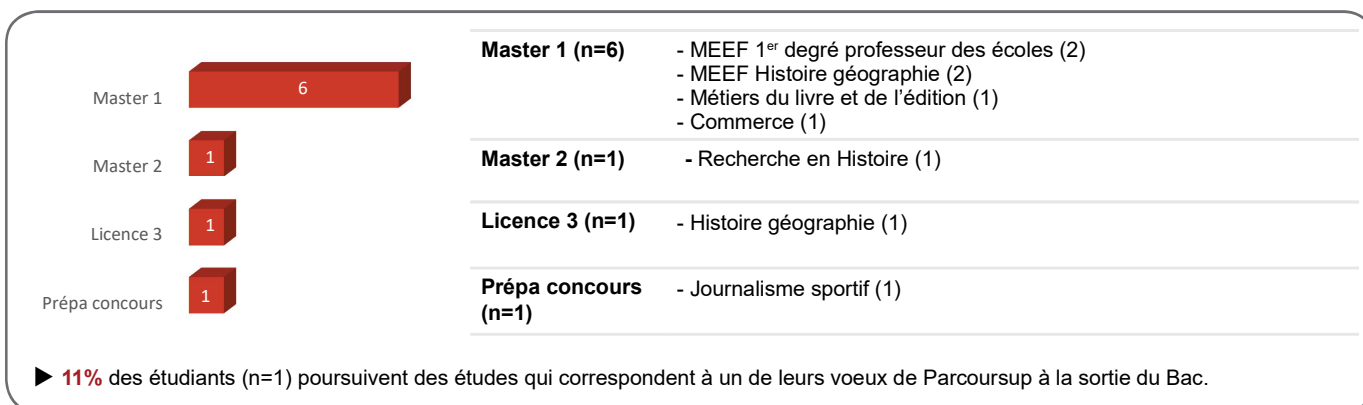 Master 1
6
Master 2
1
Licence 3
1
Prépa concours
1
Master 1 (n=6)
- MEEF 1er degré professeur des écoles (2)
- MEEF Histoire géographie (2)
- Métiers du livre et de l'édition (1)
- Commerce (1)
Master 2 (n=1)
- Recherche en Histoire (1)
Licence 3 (n=1)
- Histoire géographie (1)
Prépa concours
(n=1)
- Journalisme sportif (1)
▶ 11% des étudiants (n=1) poursuivent des études qui correspondent à un de leurs voeux de Parcoursup à la sortie du Bac.